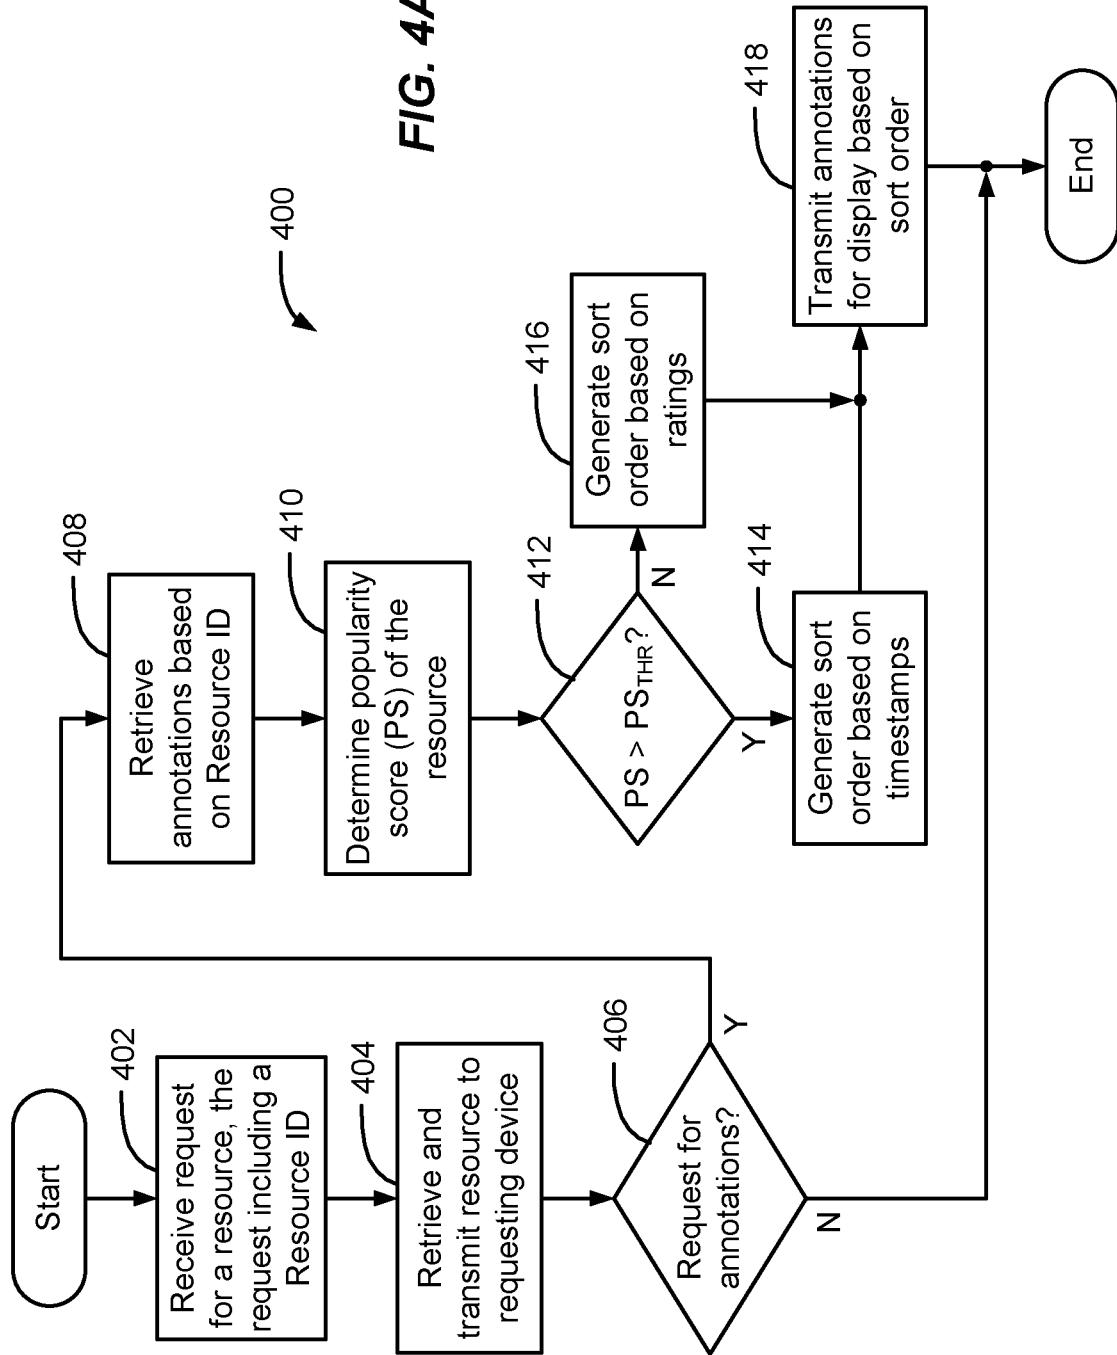 Start
402
Receive request
for a resource, the
request including a
Resource ID
404
Retrieve and
transmit resource to
requesting device
406
Request for
annotations?
Y
N
408
Retrieve
annotations based
on Resource ID
410
Determine popularity
score (PS) of the
resource
412
PS > PSTHR?
N
Y
414
Generate sort
order based on
timestamps
416
Generate sort
order based on
ratings
418
Transmit annotations
for display based on
sort order
End
400
FIG. 4A